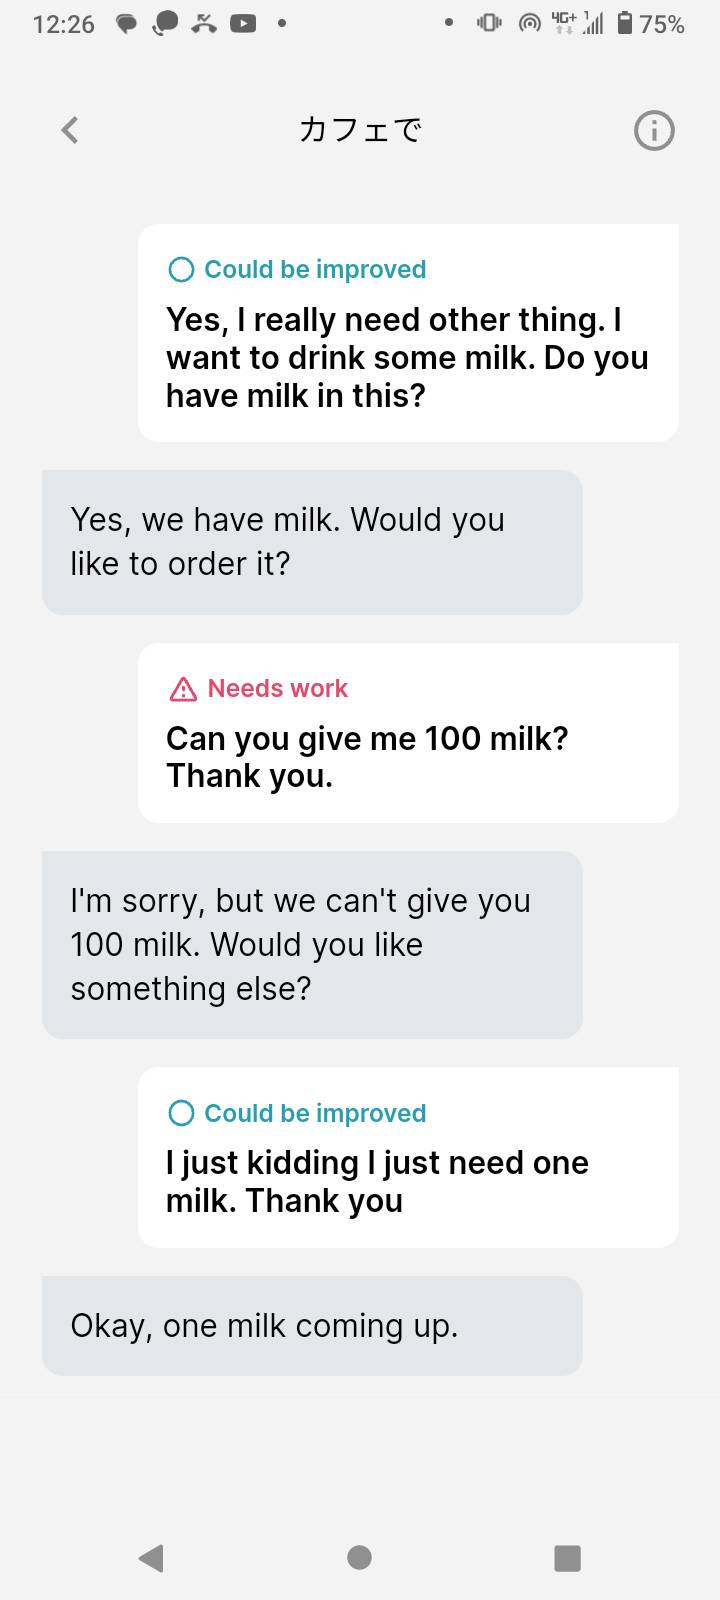 12:26
4G+ 1 75%
カフェで
Could be improved
Yes, I really need other thing. I
want to drink some milk. Do you
have milk in this?
Yes, we have milk. Would you
like to order it?
Needs work
Can you give me 100 milk?
Thank you.
I'm sorry, but we can't give you
100 milk. Would you like
something else?
Could be improved
I just kidding I just need one
milk. Thank you
Okay, one milk coming up.